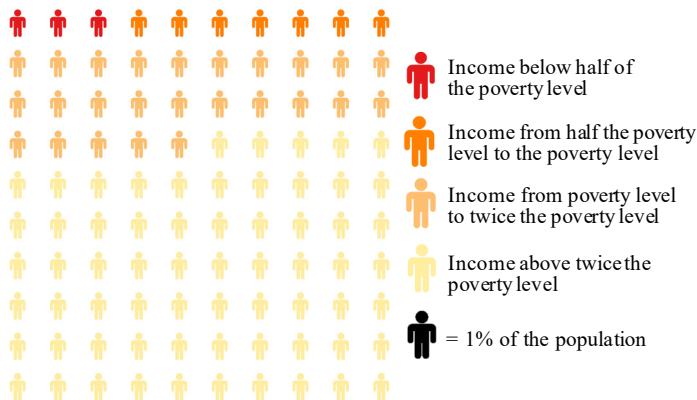 Income below half of
the poverty level
Income from half the poverty
level to the poverty level
Income from poverty level
to twice the poverty level
Income above twice the
poverty level
= 1% of the population